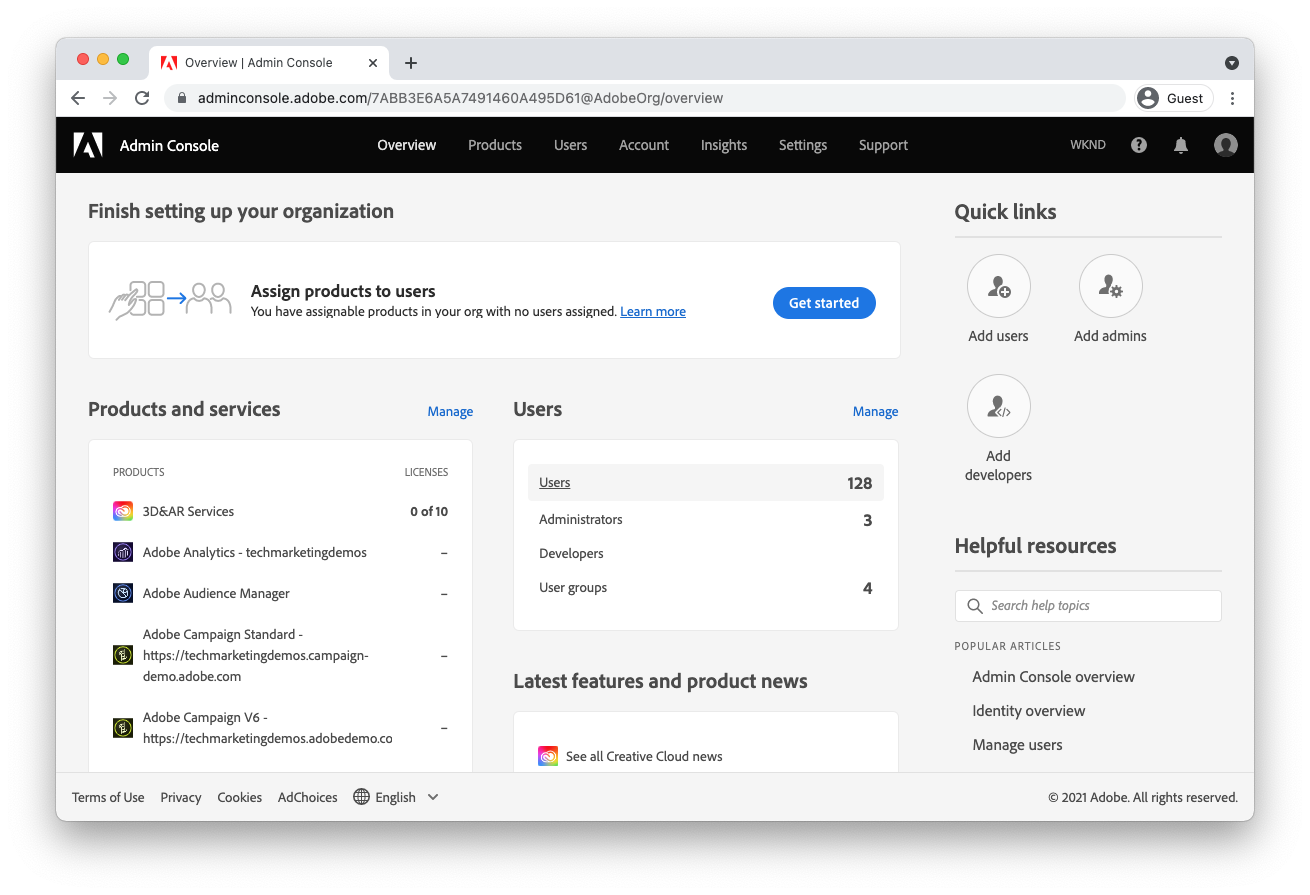 Overview | Admin Console
adminconsole.adobe.com/7ABB3E6A5A7491460A495D61@AdobeOrg/overview
Guest
Admin Console
Overview
Products
Users
Account
Insights
Settings
Support
WKND
Finish setting up your organization
Assign products to users
You have assignable products in your org with no users assigned. Learn more
Get started
Products and services
Manage
PRODUCTS
LICENSES
3D&AR Services
0 of 10
Adobe Analytics - techmarketingdemos
–
Adobe Audience Manager
–
Adobe Campaign Standard -
https://techmarketingdemos.campaign-
demo.adobe.com
–
Adobe Campaign V6 -
https://techmarketingdemos.adobedemo.co
–
Users
Manage
Users
128
Administrators
3
Developers
User groups
4
Latest features and product news
See all Creative Cloud news
Quick links
Add users
Add admins
Add
developers
Helpful resources
Search help topics
POPULAR ARTICLES
Admin Console overview
Identity overview
Manage users
Terms of Use
Privacy
Cookies
AdChoices
English
© 2021 Adobe. All rights reserved.